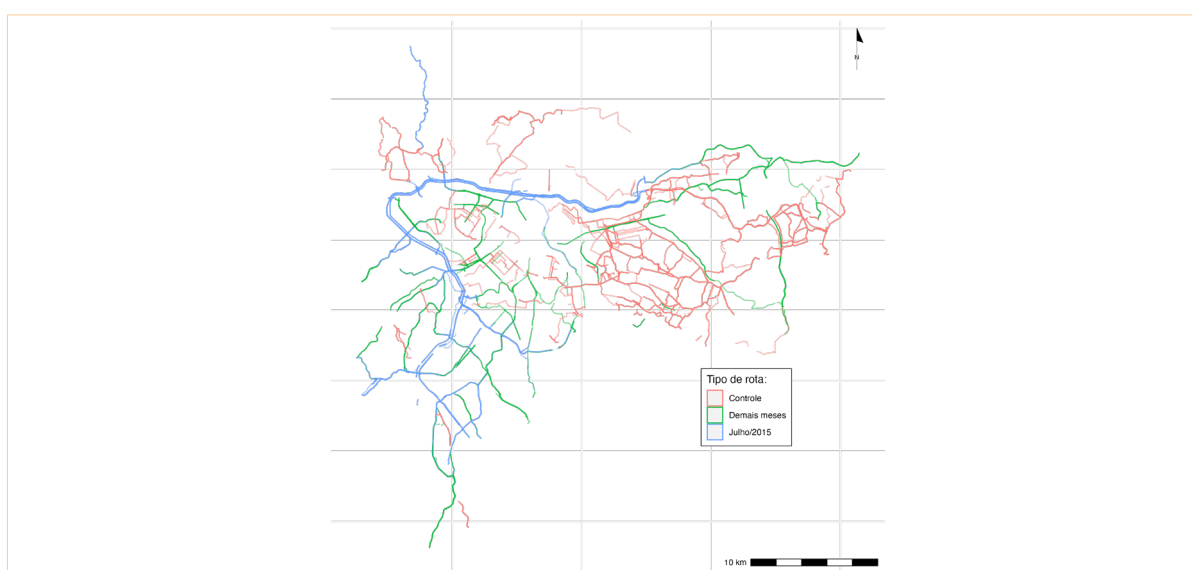 N
Tipo de rota:
Controle
Demais meses
Julho/2015
10 km